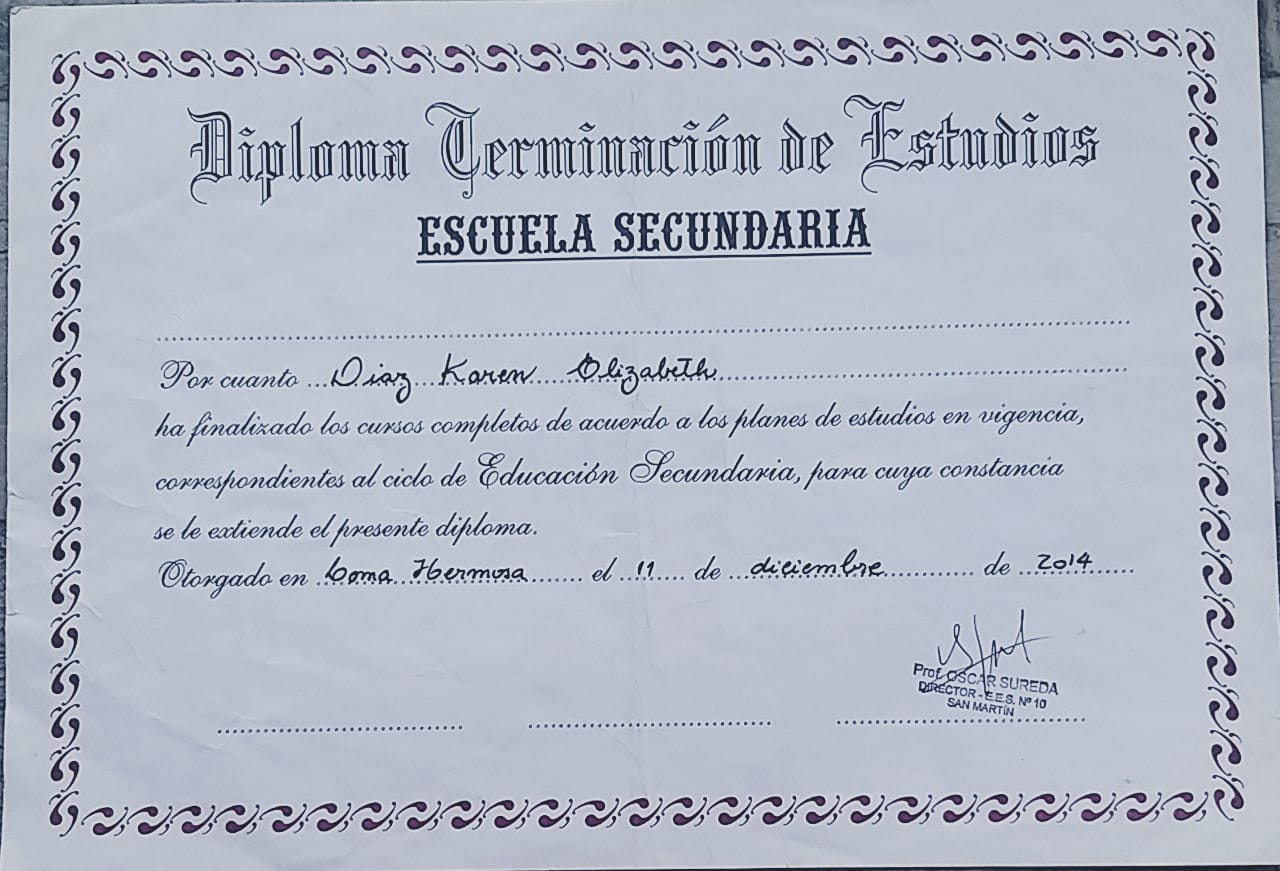 Diploma Terminación de Estudios
ESCUELA SECUNDARIA
Por cuanto Diaz Karen Elizabeth
ha finalizado los cursos completos de acuerdo a los planes de estudios en vigencia,
correspondientes al ciclo de Educación Secundaria, para cuya constancia
se le extiende el presente diploma.
Otorgado en Loma Hermosa el 11 de diciembre de 2014
Prof. OSCAR SUREDA
DIRECTOR - E.E.S. Nº 10
SAN MARTÍN